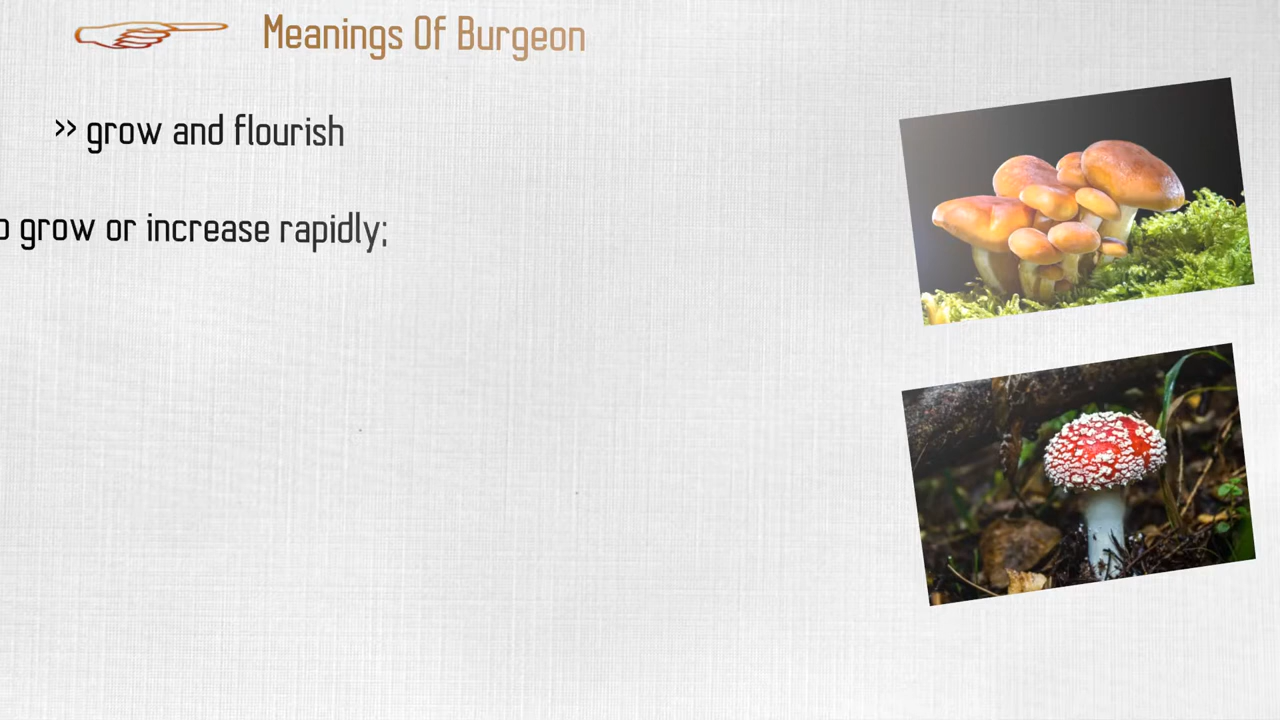 Meanings Of Burgeon
>> grow and flourish
o grow or increase rapidly;